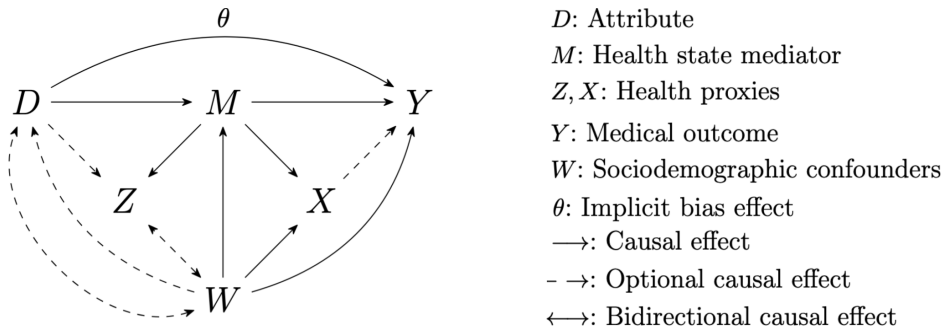 θ
D M Y
Z X
W
D: Attribute
M: Health state mediator
Z, X: Health proxies
Y: Medical outcome
W: Sociodemographic confounders
θ: Implicit bias effect
⟶: Causal effect
- →: Optional causal effect
⟷: Bidirectional causal effect